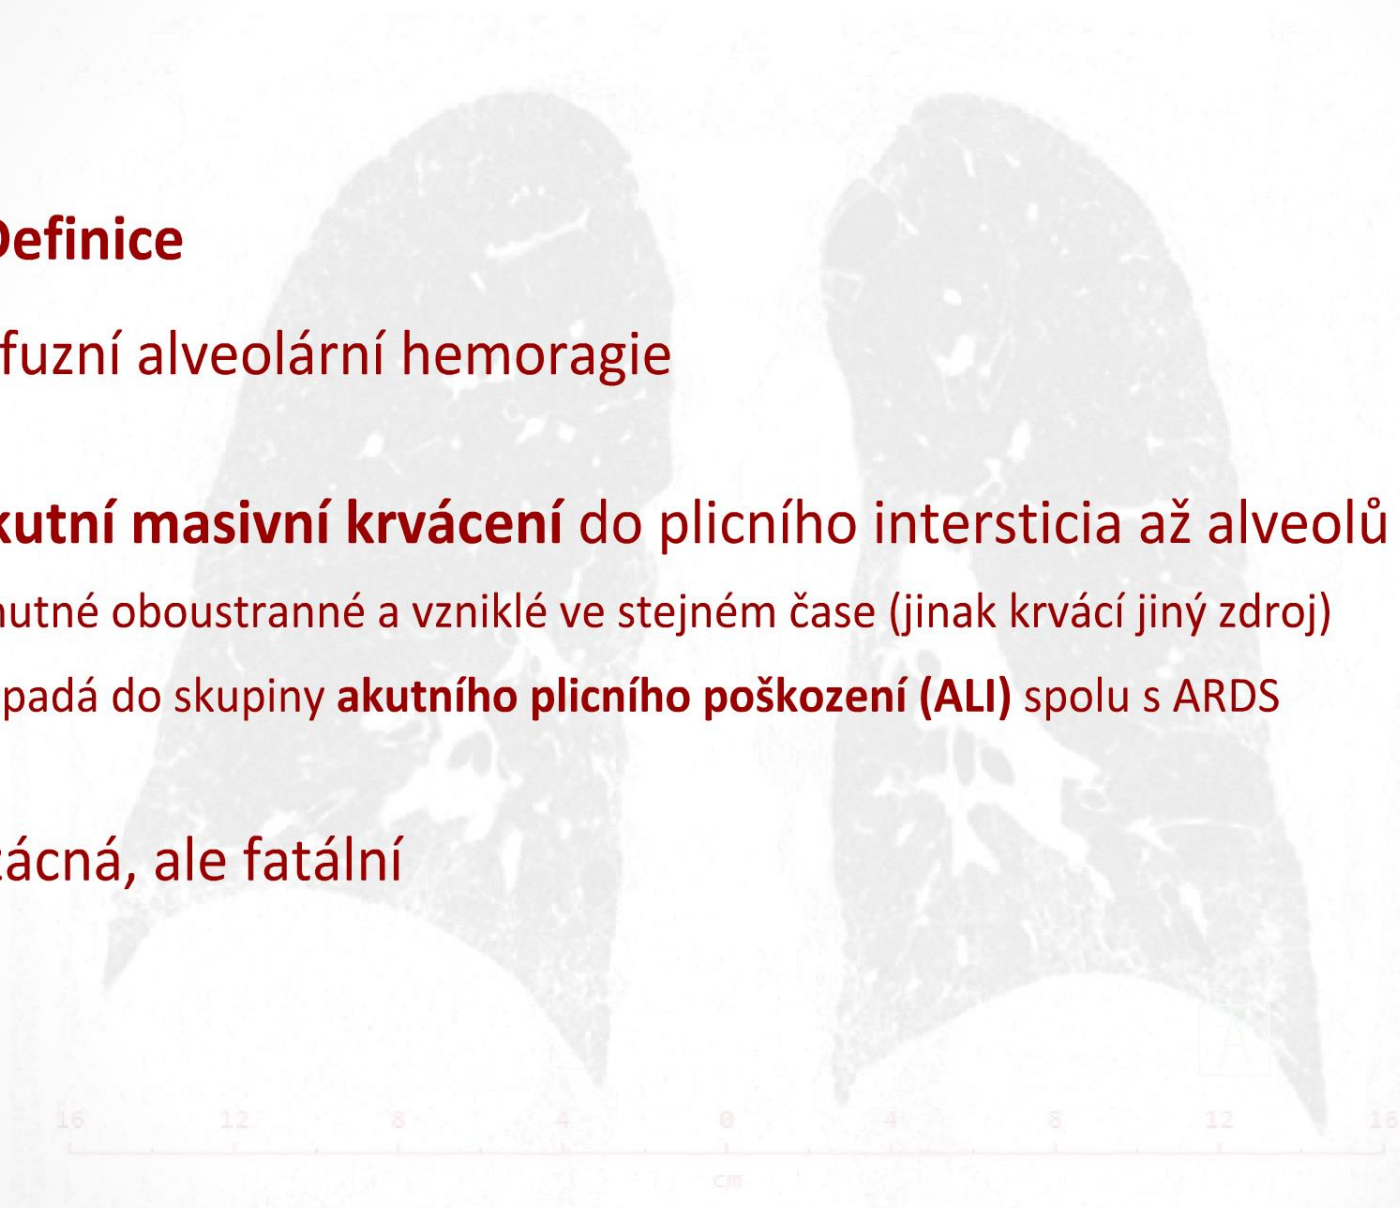 Definice
fuzní alveolární hemoragie
kutní masivní krvácení do plicního intersticia až alveolů
nutné oboustranné a vzniklé ve stejném čase (jinak krvácí jiný zdroj)
padá do skupiny akutního plicního poškození (ALI) spolu s ARDS
zácná, ale fatální
A
16 12 8 4 0 4 8 12 16
cm